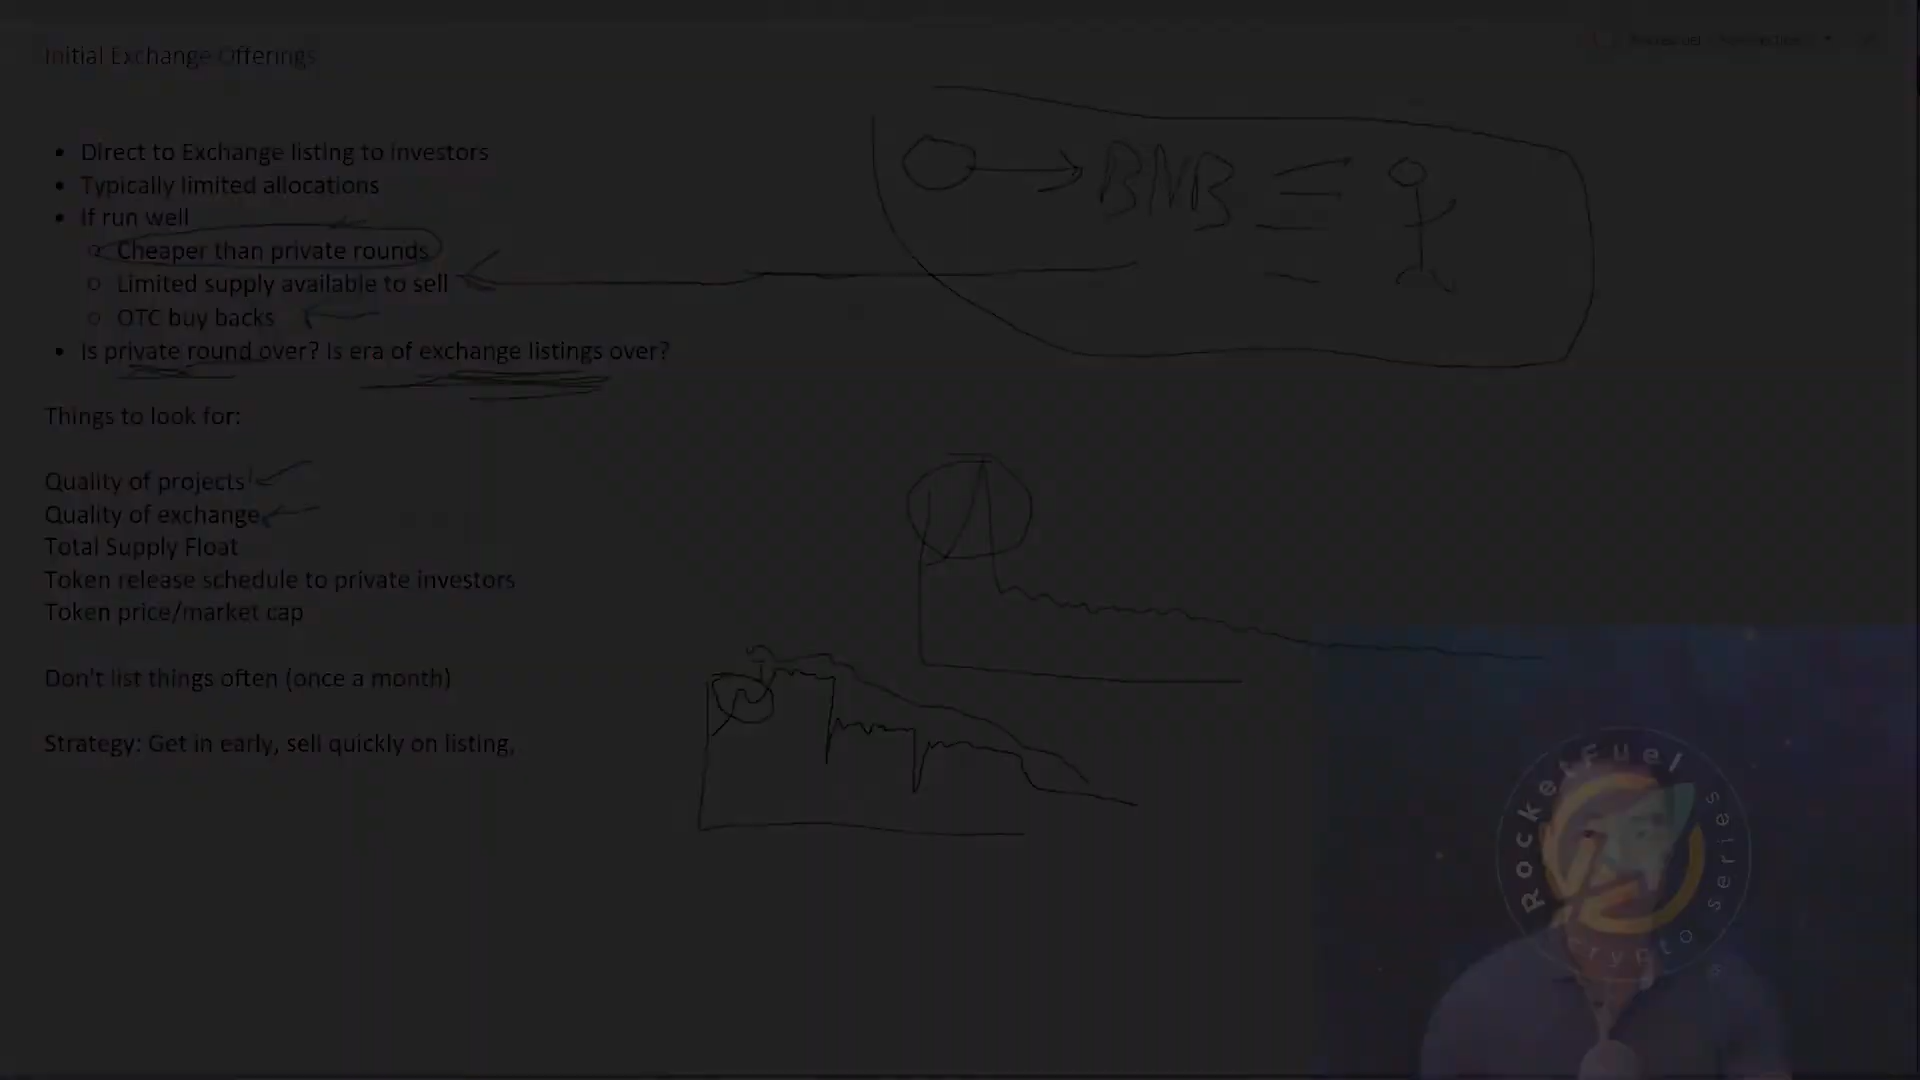 Initial Exchange Offerings
Direct to Exchange listing to investors
Typically limited allocations
If run well
Cheaper than private rounds
Limited supply available to sell
OTC buy backs
Is private round over? Is era of exchange listings over?
BNB
Things to look for:
Quality of projects
Quality of exchange
Total Supply Float
Token release schedule to private investors
Token price/market cap
Don't list things often (once a month)
Strategy: Get in early, sell quickly on listing,
RocketFuel
Crypto series